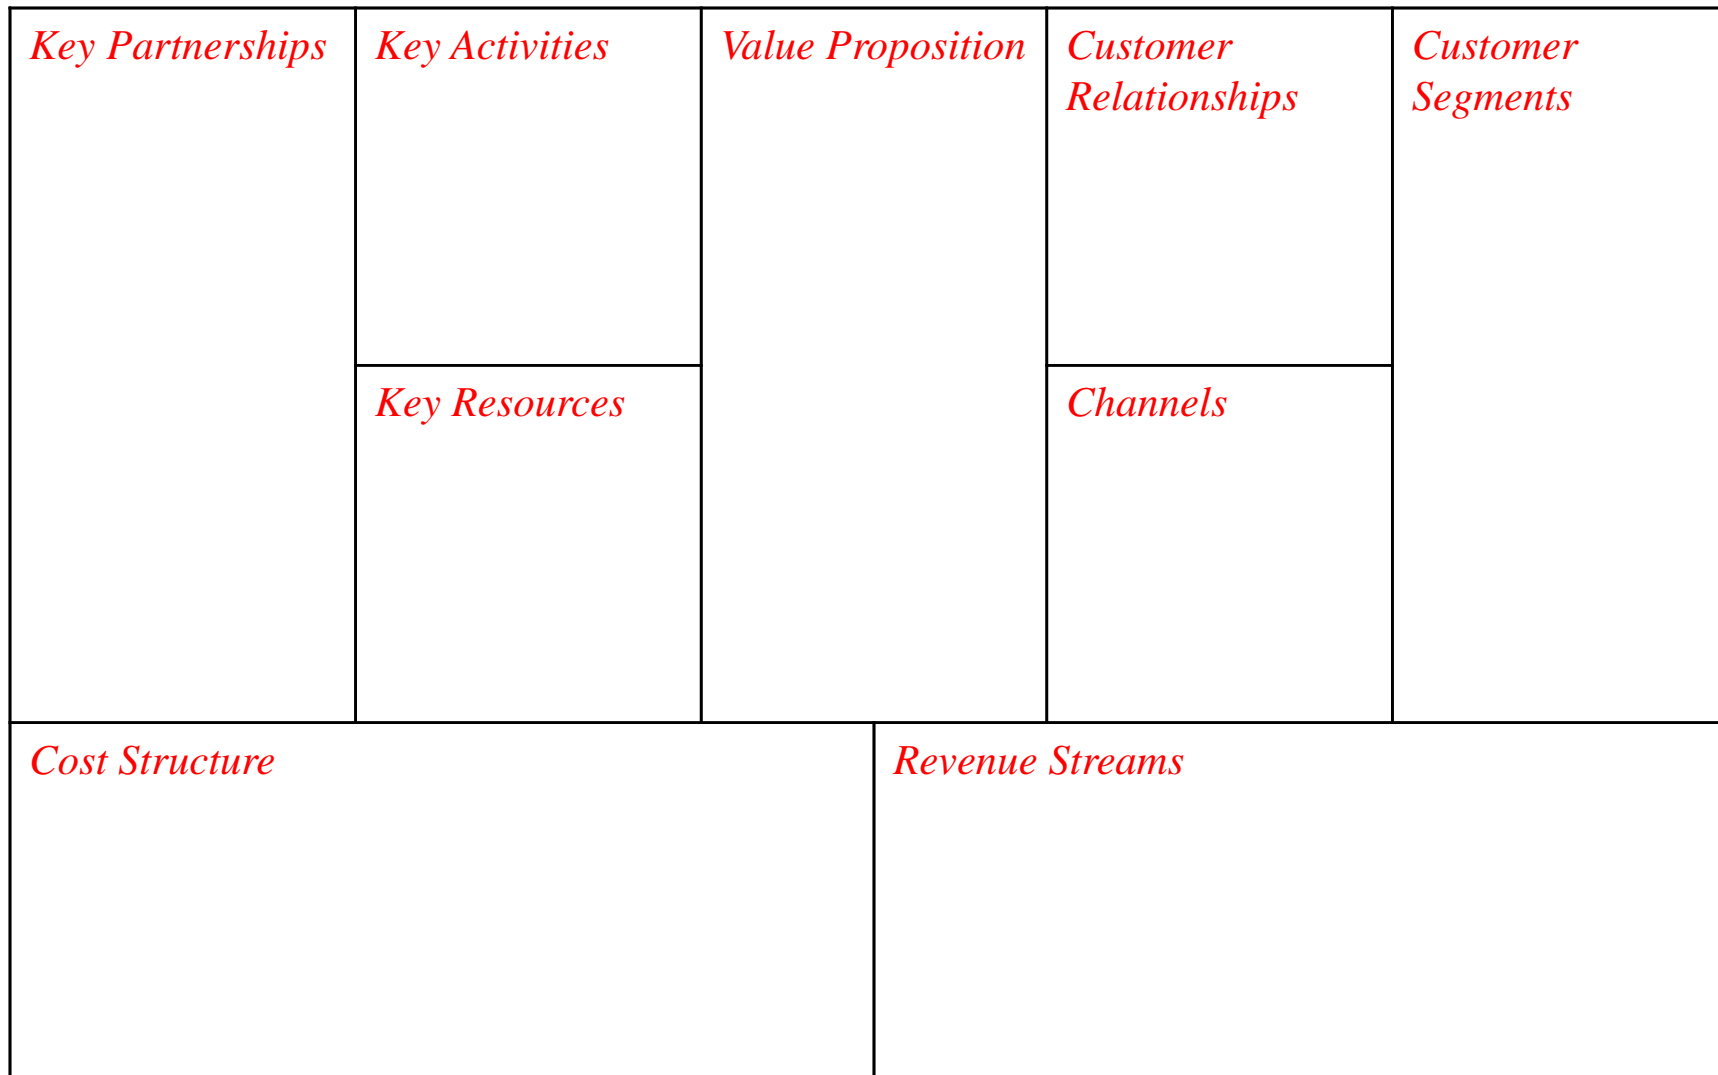 Key Partnerships
Key Activities
Value Proposition
Customer
Relationships
Customer
Segments
Key Resources
Channels
Cost Structure
Revenue Streams